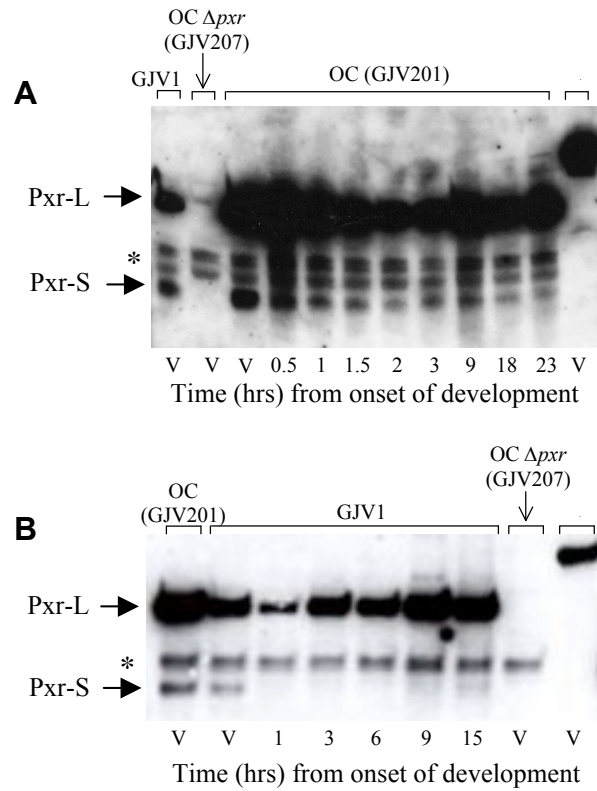 OC Δpxr
(GJV207)
GJV1
OC (GJV201)
A
Pxr-L
*
Pxr-S
V V V 0.5 1 1.5 2 3 9 18 23 V
Time (hrs) from onset of development
OC Δpxr
(GJV207)
OC
(GJV201)
GJV1
B
Pxr-L
*
Pxr-S
V V 1 3 6 9 15 V V
Time (hrs) from onset of development